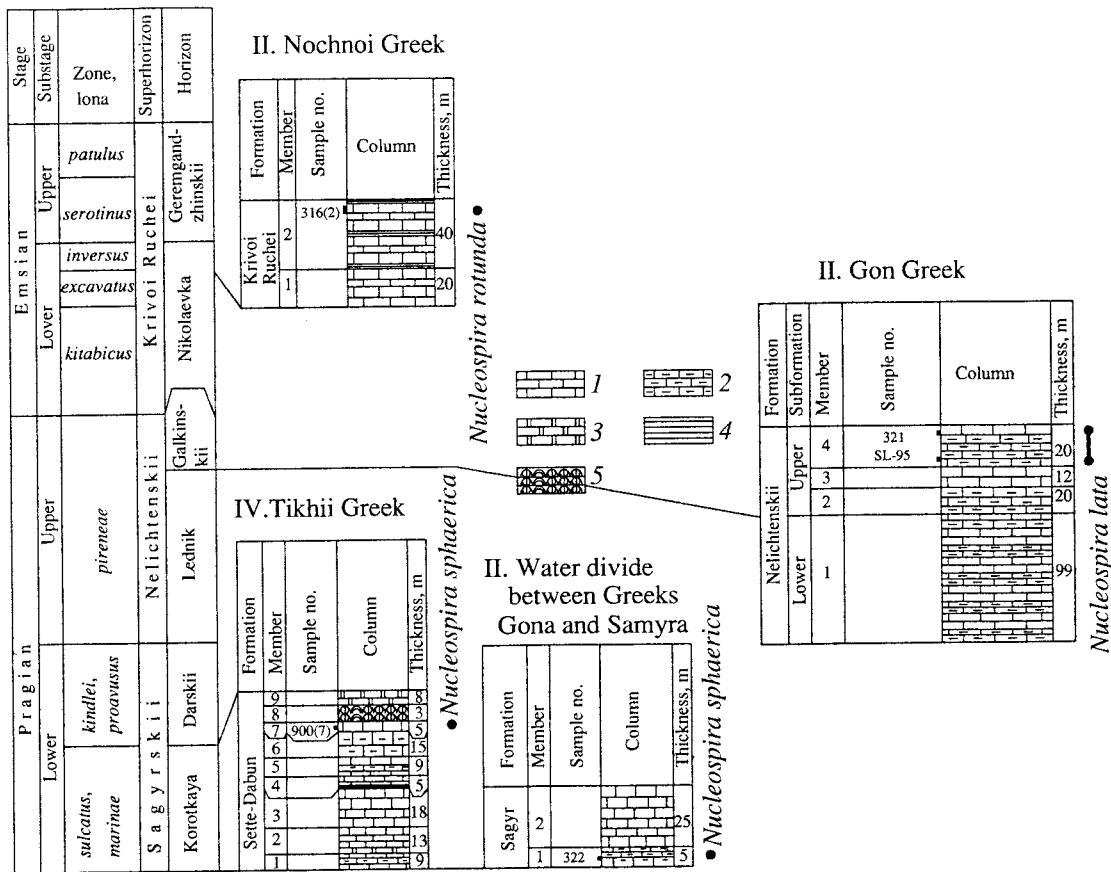 Stage
Substage
Zone,
lona
Superhorizon
Horizon
Emsian
Pragian
Upper
Lover
Upper
Lower
patulus
serotinus
inversus
excavatus
kitabicus
pireneae
kindlei,
proavusus
sulcatus,
marinae
Krivoi Ruchei
Nelichtenskii
Sagyrskii
Geremgand-
zhinskii
Nikolaevka
Galkins-
kii
Lednik
Darskii
Korotkaya
II. Nochnoi Greek
Formation
Member
Sample no.
Column
Thickness, m
Krivoi
Ruchei
2
316(2)
40
1
20
Nucleospira rotunda
1
2
3
4
5
II. Gon Greek
Formation
Subformation
Member
Sample no.
Column
Thickness, m
Nelichtenskii
Upper
Lower
4
321
SL-95
20
3
12
2
20
1
99
Nucleospira lata
IV. Tikhii Greek
Formation
Member
Sample no.
Column
Thickness, m
Sette-Dabun
9
8
8
3
7
900(7)
5
6
15
5
9
4
5
3
18
2
13
1
9
Nucleospira sphaerica
II. Water divide
between Greeks
Gona and Samyra
Formation
Member
Sample no.
Column
Thickness, m
Sagyr
2
25
1
322
5
Nucleospira sphaerica